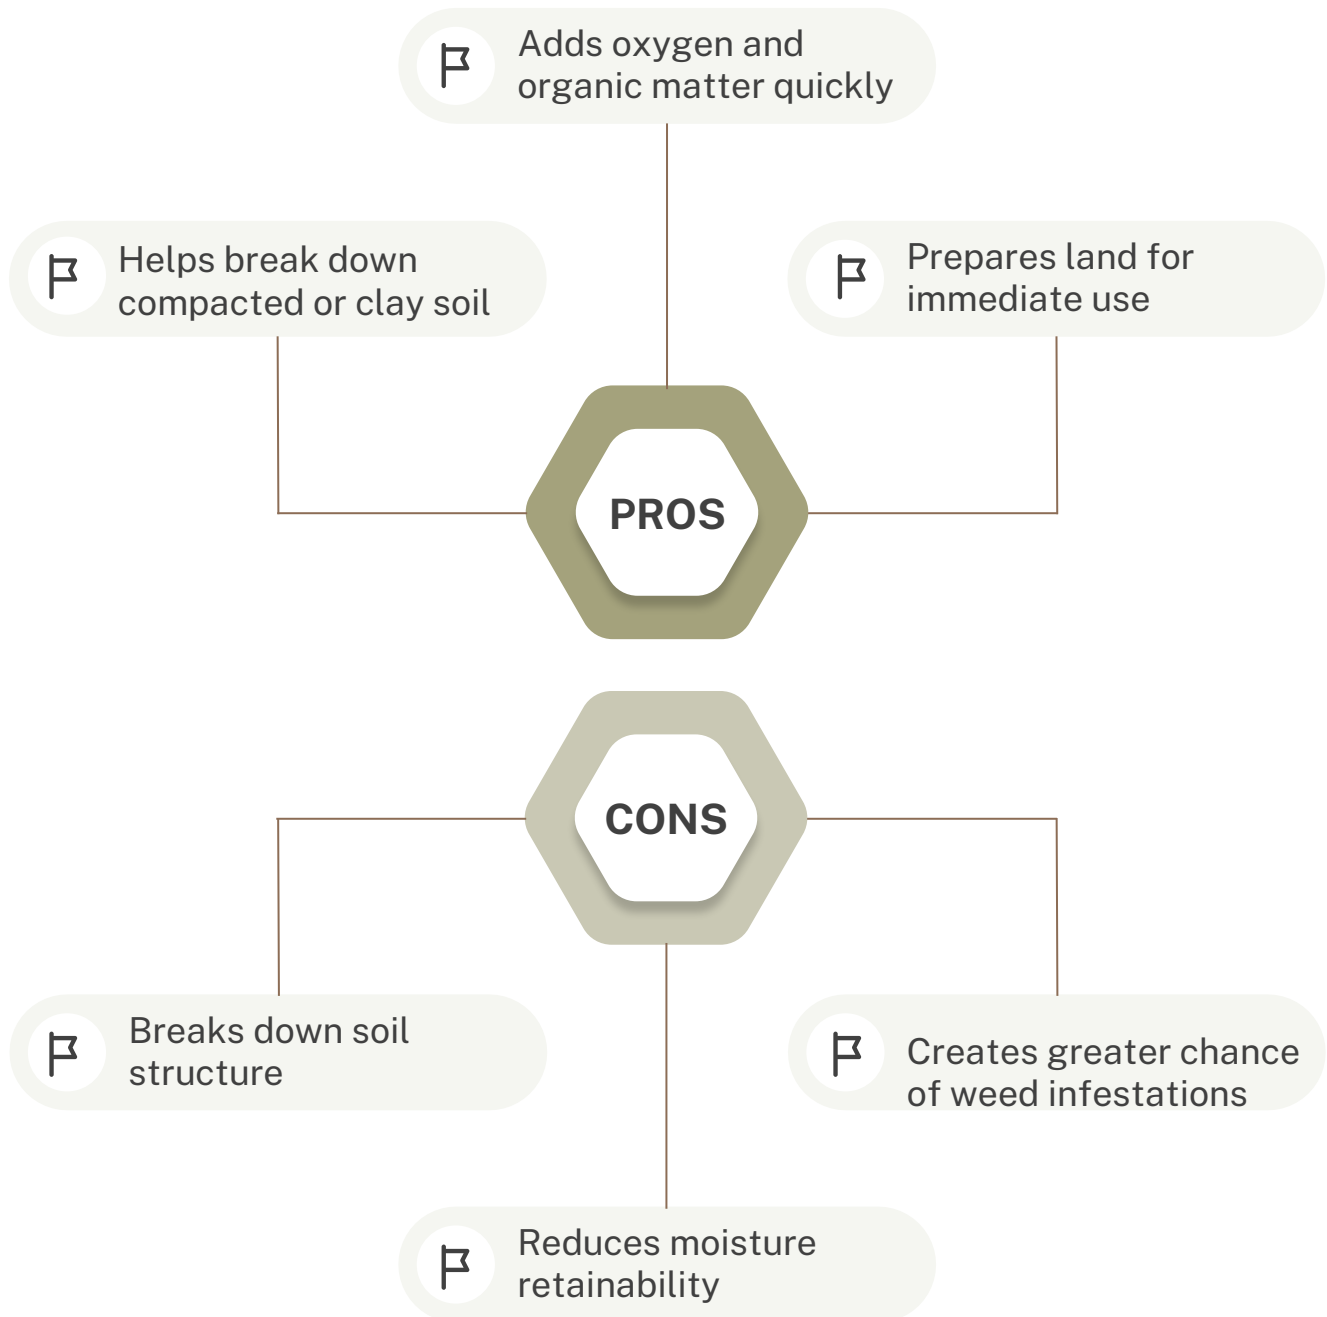 Adds oxygen and
organic matter quickly
Helps break down
compacted or clay soil
Prepares land for
immediate use
PROS
CONS
Breaks down soil
structure
Creates greater chance
of weed infestations
Reduces moisture
retainability